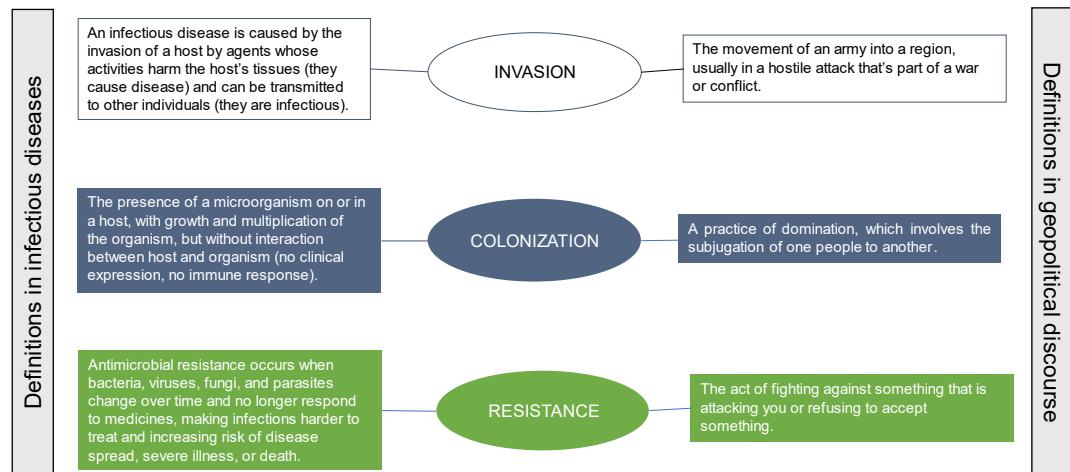 Definitions in infectious diseases
An infectious disease is caused by the
invasion of a host by agents whose
activities harm the host's tissues (they
cause disease) and can be transmitted
to other individuals (they are infectious).
INVASION
The movement of an army into a region,
usually in a hostile attack that's part of a war
or conflict.
The presence of a microorganism on or in
a host, with growth and multiplication of
the organism, but without interaction
between host and organism (no clinical
expression, no immune response).
COLONIZATION
A practice of domination, which involves the
subjugation of one people to another.
Antimicrobial resistance occurs when
bacteria, viruses, fungi, and parasites
change over time and no longer respond
to medicines, making infections harder to
treat and increasing risk of disease
spread, severe illness, or death.
RESISTANCE
The act of fighting against something that is
attacking you or refusing to accept
something.
Definitions in geopolitical discourse